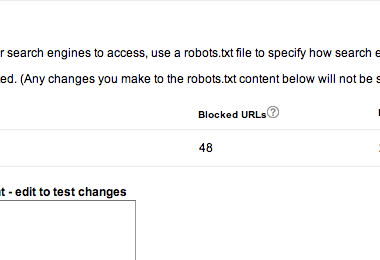 r search engines to access, use a robots.txt file to specify how search e
ted. (Any changes you make to the robots.txt content below will not be s
Blocked URLs?
48
t - edit to test changes